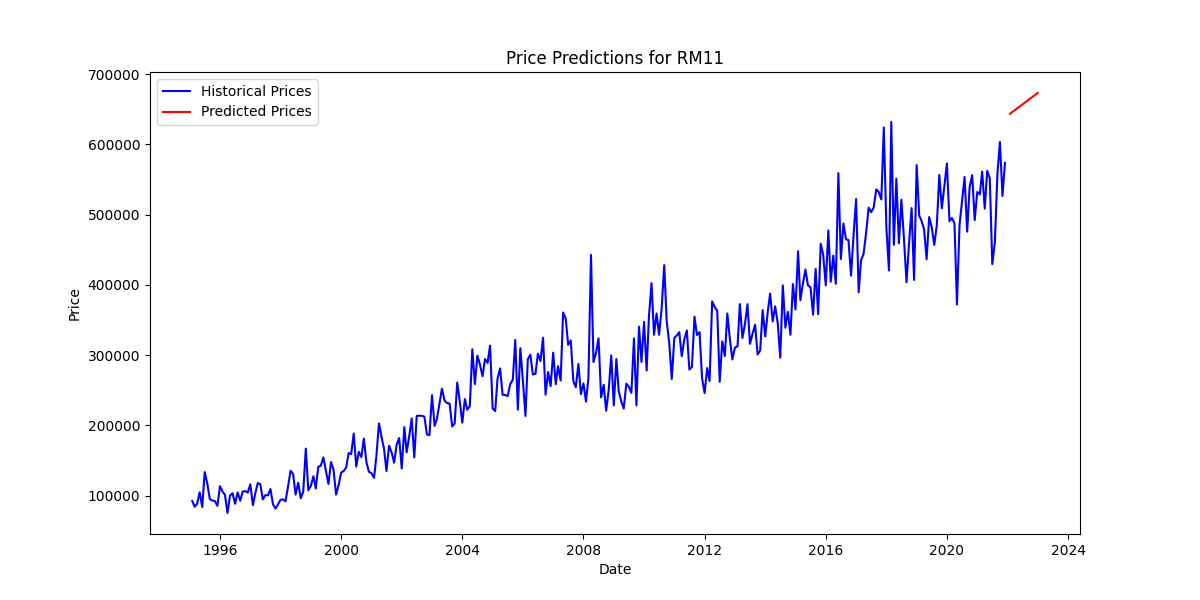 Price Predictions for RM11
700000
600000
500000
400000
300000
200000
100000
Price
Historical Prices
Predicted Prices
1996 2000 2004 2008 2012 2016 2020 2024
Date